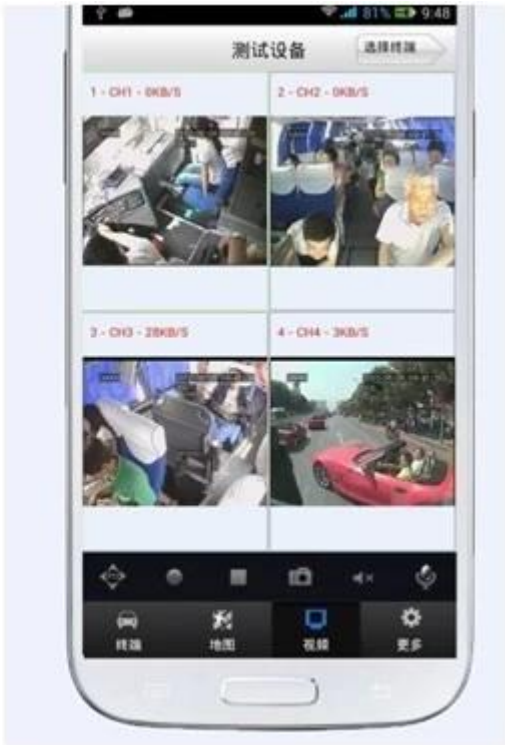 81% 9:48
测试设备 选择终端
1 - CH1 - 0KB/S 2 - CH2 - 0KB/S
3 - CH3 - 28KB/S 4 - CH4 - 3KB/S
终端 地图 视频 更多